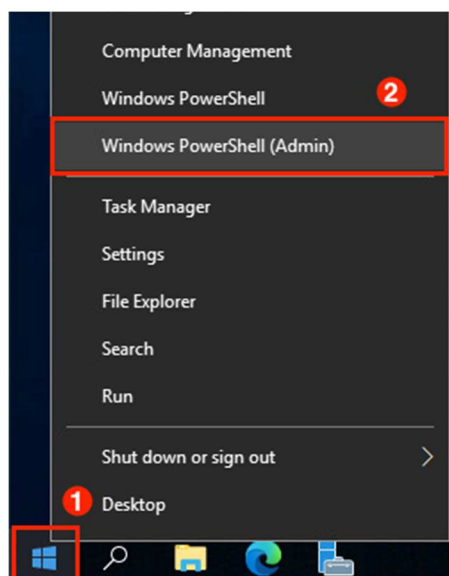 Computer Management
Windows PowerShell
2
Windows PowerShell (Admin)
Task Manager
Settings
File Explorer
Search
Run
Shut down or sign out
1
Desktop